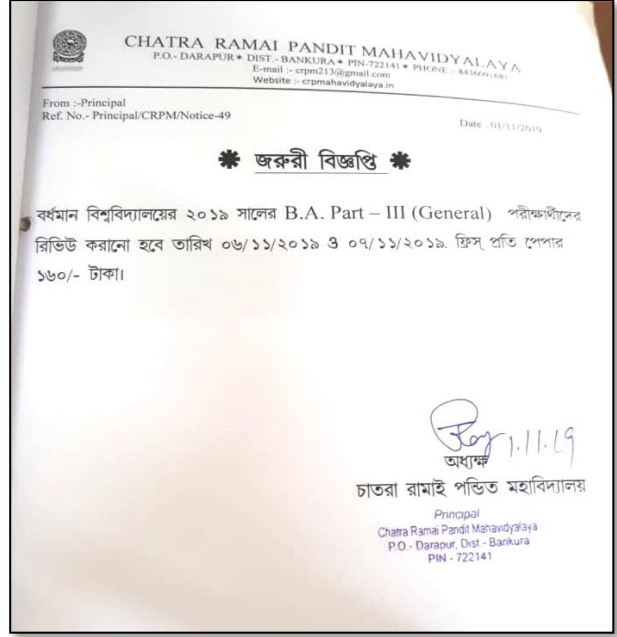 CHATRA RAMAI PANDIT MAHAVIDYALAYA
P.O.- DARAPUR★ DIST.- BANKURA★ PIN-722141★ PHONE - 8436091681
E-mail :- crpm213@gmail.com
Website :- crpmahavidyalaya.in
From :-Principal
Ref. No.- Principal/CRPM/Notice-49
Date : 01/11/2019
❋ জরুরী বিজ্ঞপ্তি ❋
বর্ধমান বিশ্ববিদ্যালয়ের ২০১৯ সালের B.A. Part – III (General) পরীক্ষার্থীদের
রিভিউ করানো হবে তারিখ ০৬/১১/২০১৯ ও ০৭/১১/২০১৯. ফ্রিস্ প্রতি পেপার
১৬০/- টাকা।
1.11.19
অধ্যক্ষ
চাতরা রামাই পন্ডিত মহাবিদ্যালয়
Principal
Chatra Ramai Pandit Mahavidyalaya
P.O.- Darapur, Dist - Bankura
PIN - 722141